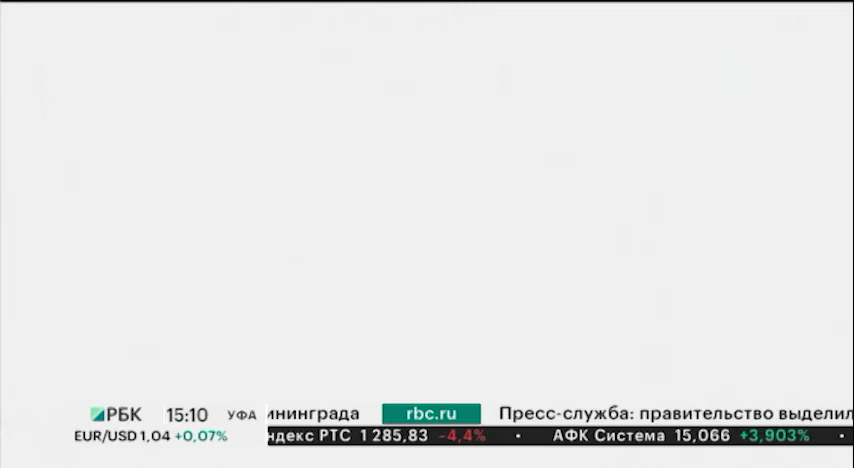 РБК 15:10 УФА ининграда rbc.ru Пресс-служба: правительство выделил
EUR/USD 1,04 +0,07% ндекс РТС 1 285,83 -4,4% • АФК Система 15,066 +3,903% •